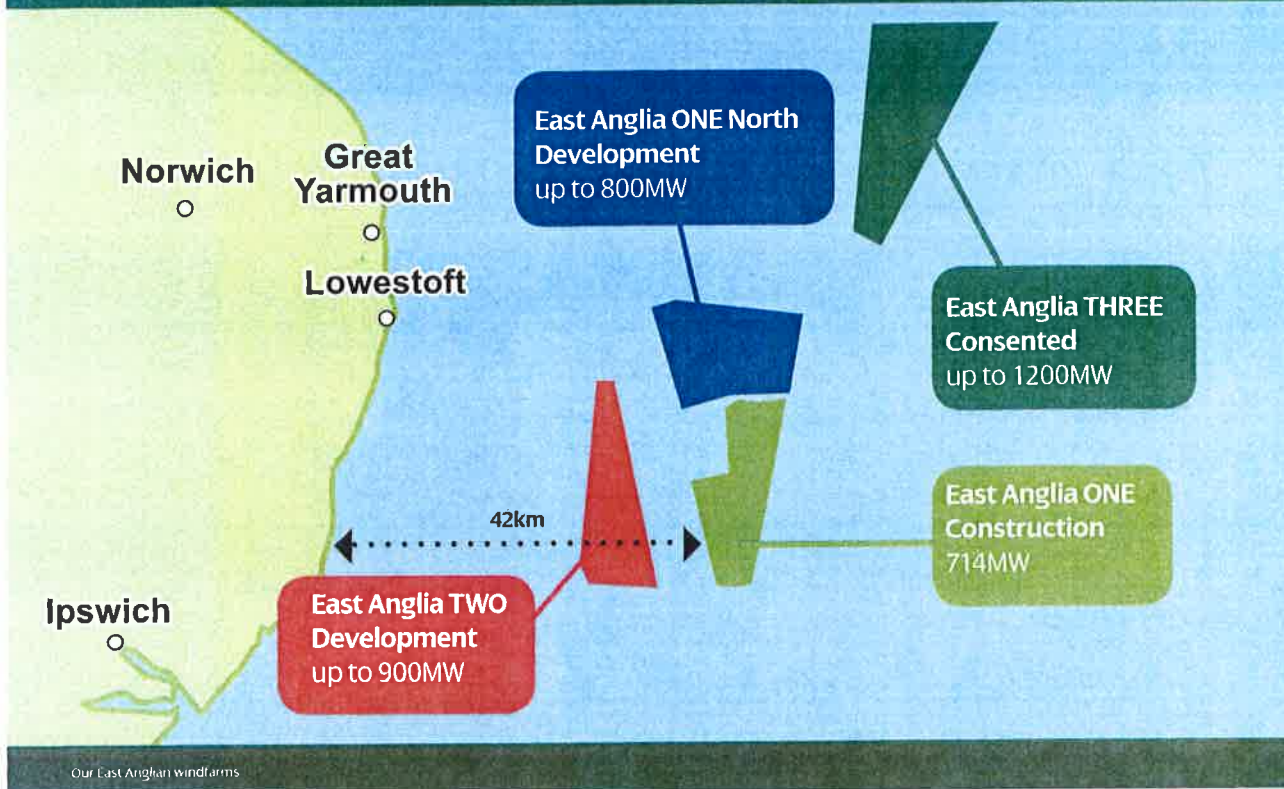 East Anglia ONE North
Development
up to 800MW
Norwich
Great
Yarmouth
Lowestoft
East Anglia THREE
Consented
up to 1200MW
42km
East Anglia ONE
Construction
714MW
Ipswich
East Anglia TWO
Development
up to 900MW
Our East Anglian windfarms